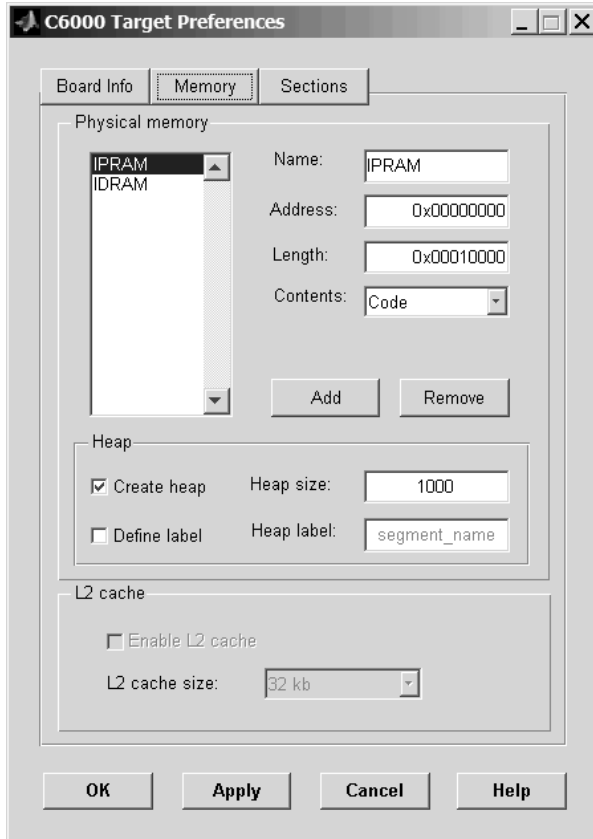 C6000 Target Preferences
Board Info Memory Sections
Physical memory
IPRAM
IDRAM
Name: IPRAM
Address: 0x00000000
Length: 0x00010000
Contents: Code
Add Remove
Heap
Create heap Heap size: 1000
Define label Heap label: segment_name
L2 cache
Enable L2 cache
L2 cache size: 32 kb
OK Apply Cancel Help